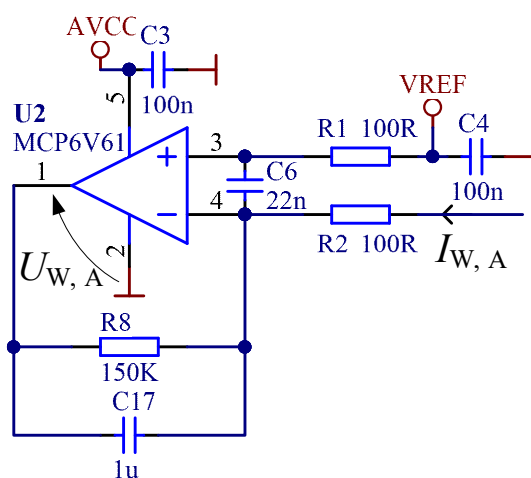 AVCC
C3
100n
5
U2
MCP6V61
1
3
4
2
+
−
C6
22n
R1 100R
VREF
C4
100n
R2 100R
I W, A
U W, A
R8
150K
C17
1u